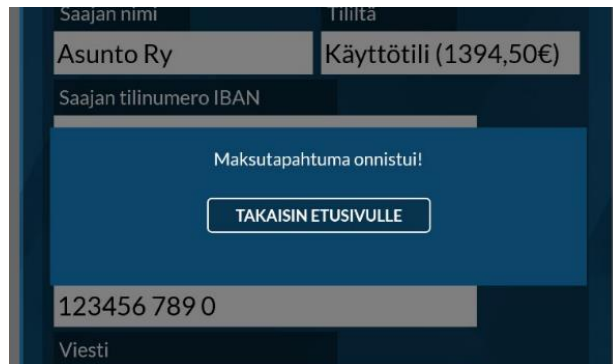 Saajan nimi
Tililtä
Asunto Ry
Käyttötili (1394,50€)
Saajan tilinumero IBAN
Maksutapahtuma onnistui!
TAKAISIN ETUSIVULLE
123456 789 0
Viesti